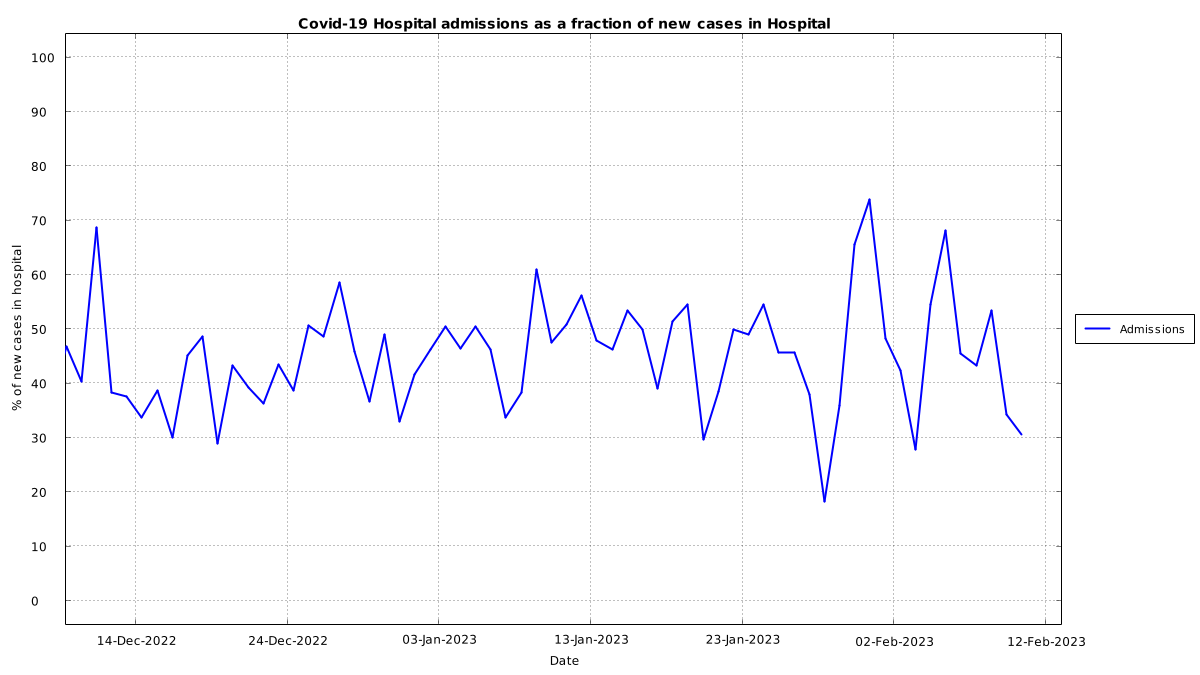 Covid-19 Hospital admissions as a fraction of new cases in Hospital
100
90
80
70
60
50
40
30
20
10
0
% of new cases in hospital
14-Dec-2022
24-Dec-2022
03-Jan-2023
13-Jan-2023
23-Jan-2023
02-Feb-2023
12-Feb-2023
Date
Admissions